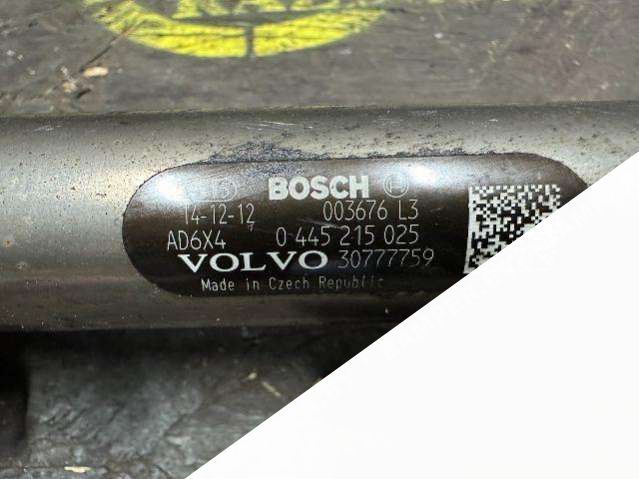 BOSCH
14-12-12 003676 L3
AD6X4 0 445 215 025
VOLVO 30777759
Made in Czech Republic